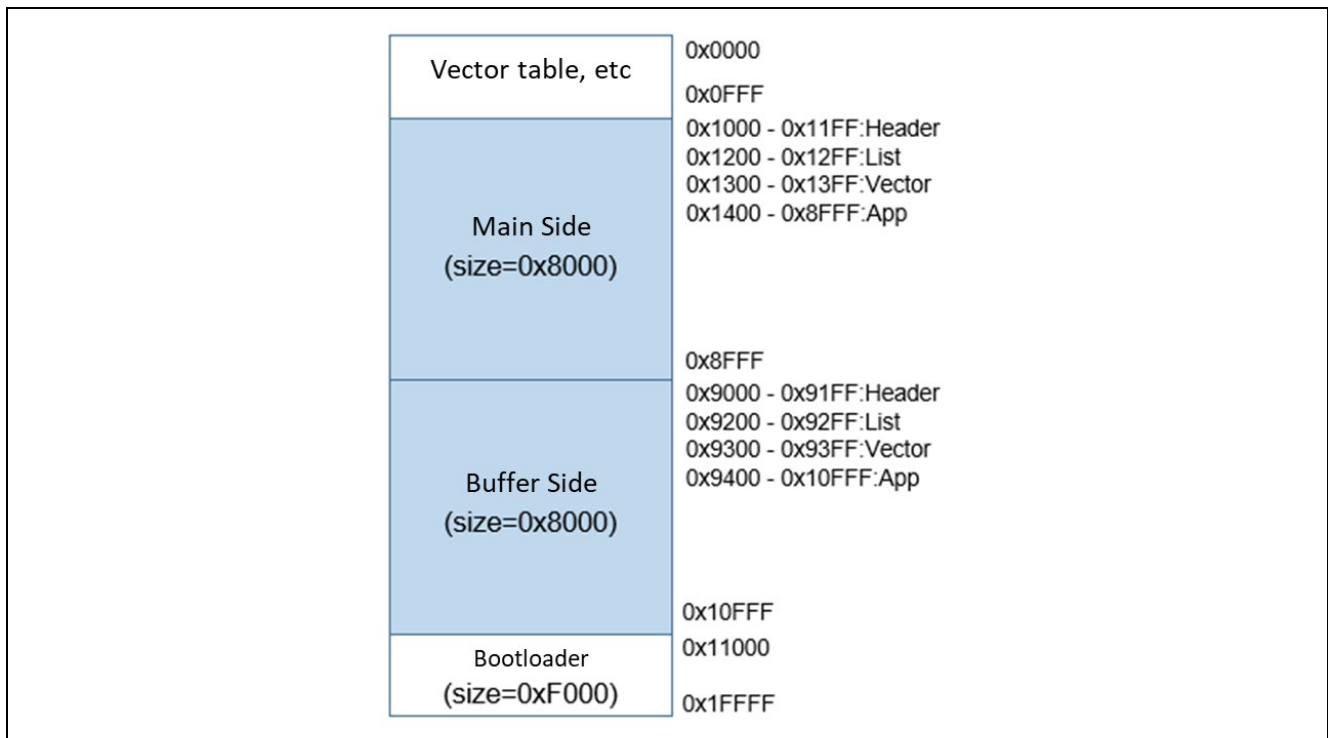 Vector table, etc
0x0000
0x0FFF
0x1000 - 0x11FF:Header
0x1200 - 0x12FF:List
0x1300 - 0x13FF:Vector
0x1400 - 0x8FFF:App
Main Side
(size=0x8000)
0x8FFF
0x9000 - 0x91FF:Header
0x9200 - 0x92FF:List
0x9300 - 0x93FF:Vector
0x9400 - 0x10FFF:App
Buffer Side
(size=0x8000)
0x10FFF
0x11000
Bootloader
(size=0xF000)
0x1FFFF